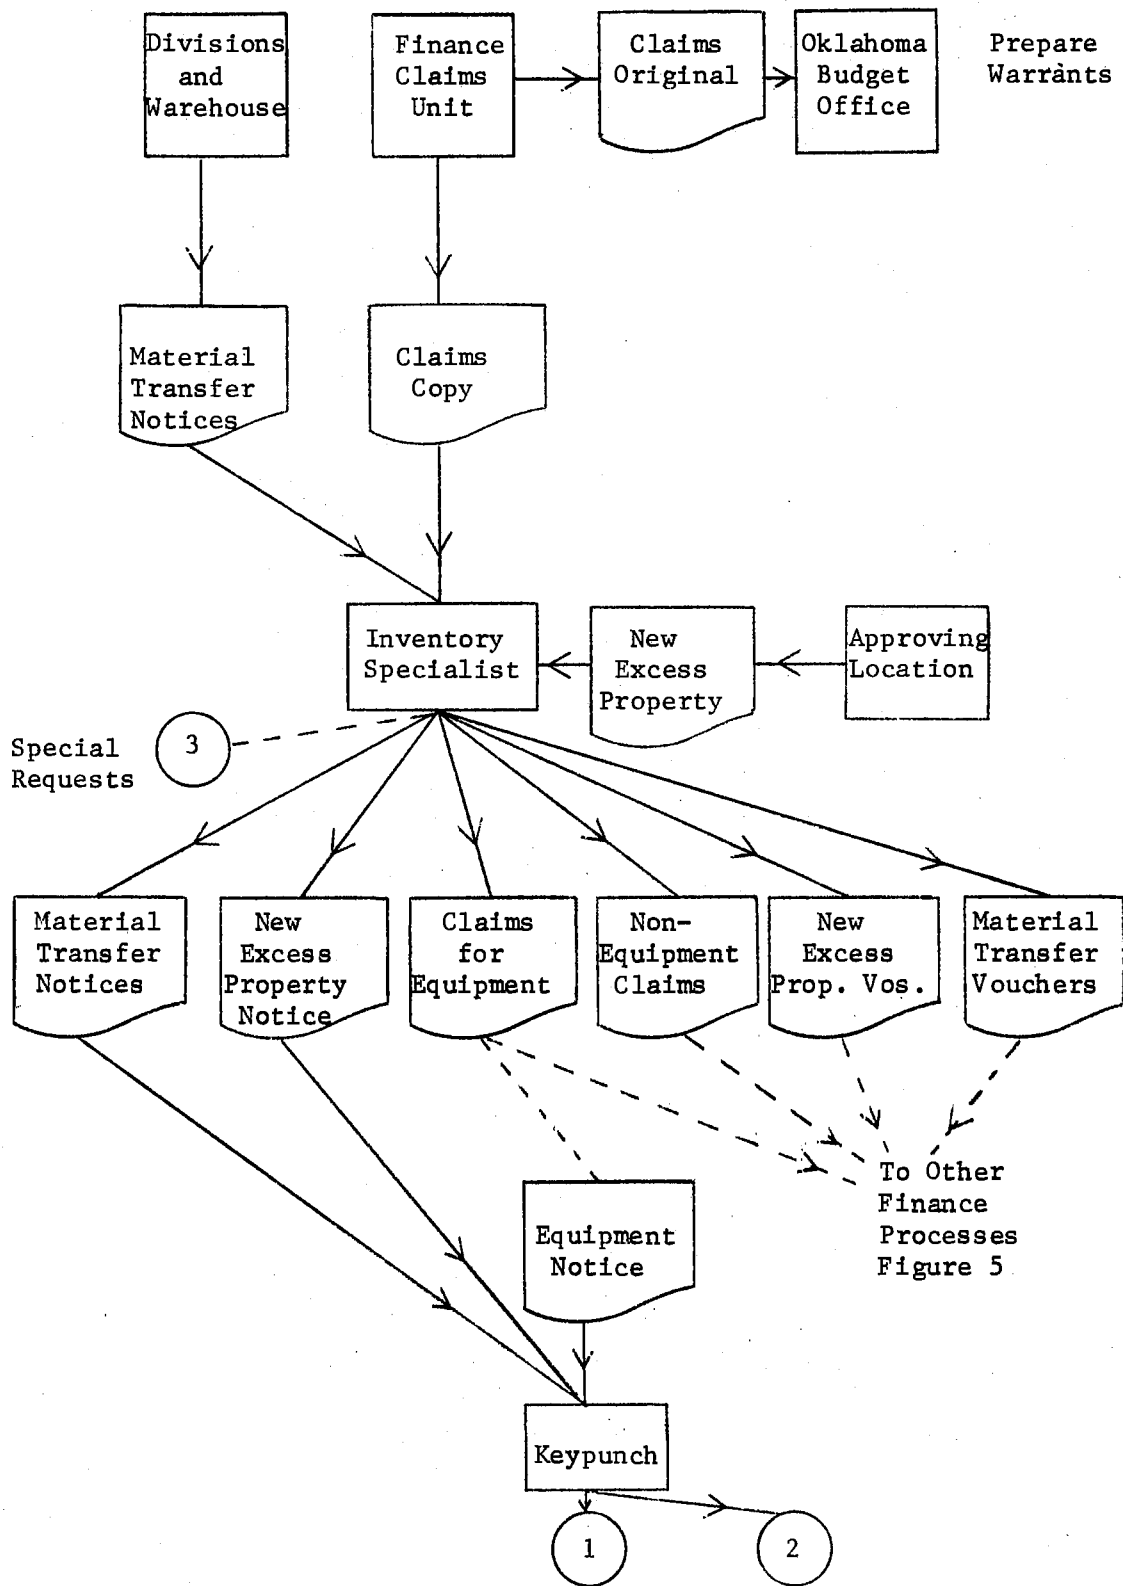 Divisions
and
Warehouse
Finance
Claims
Unit
Claims
Original
Oklahoma
Budget
Office
Prepare
Warrants
Material
Transfer
Notices
Claims
Copy
Inventory
Specialist
New
Excess
Property
Approving
Location
Special
Requests
3
Material
Transfer
Notices
New
Excess
Property
Notice
Claims
for
Equipment
Non-
Equipment
Claims
New
Excess
Prop. Vos.
Material
Transfer
Vouchers
To Other
Finance
Processes
Figure 5
Equipment
Notice
Keypunch
1
2